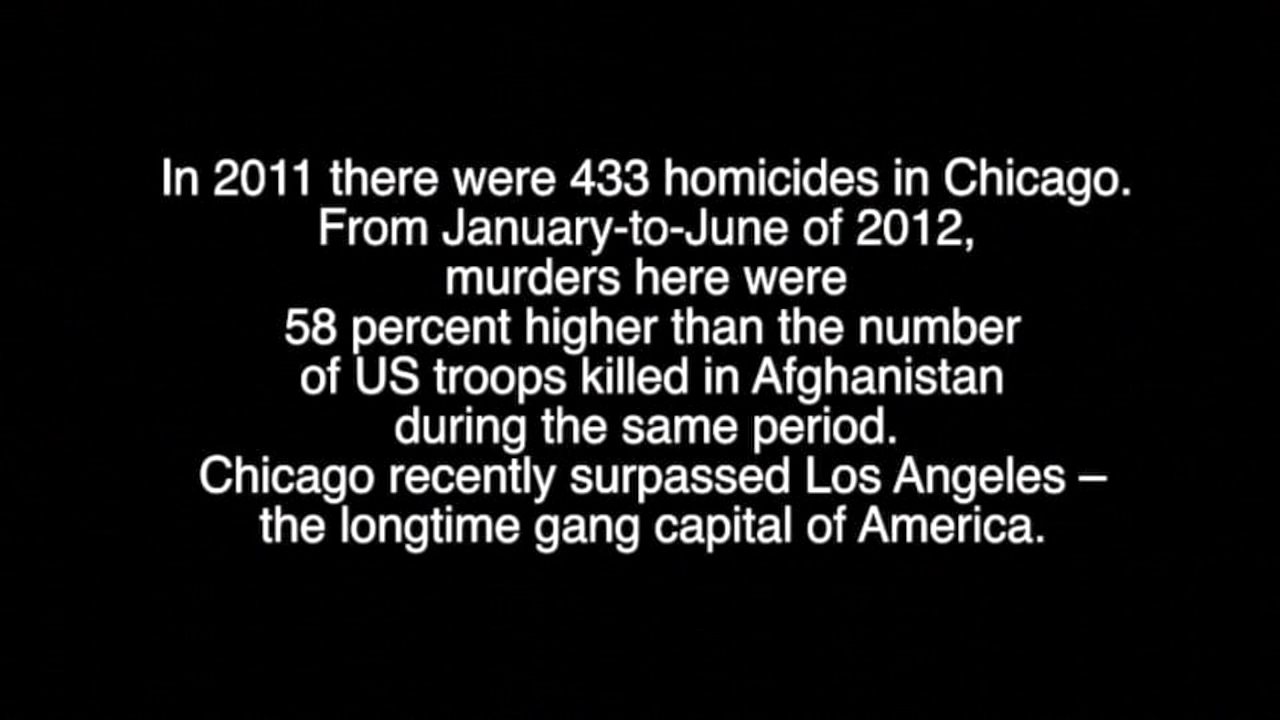 In 2011 there were 433 homicides in Chicago.
From January-to-June of 2012,
murders here were
58 percent higher than the number
of US troops killed in Afghanistan
during the same period.
Chicago recently surpassed Los Angeles –
the longtime gang capital of America.